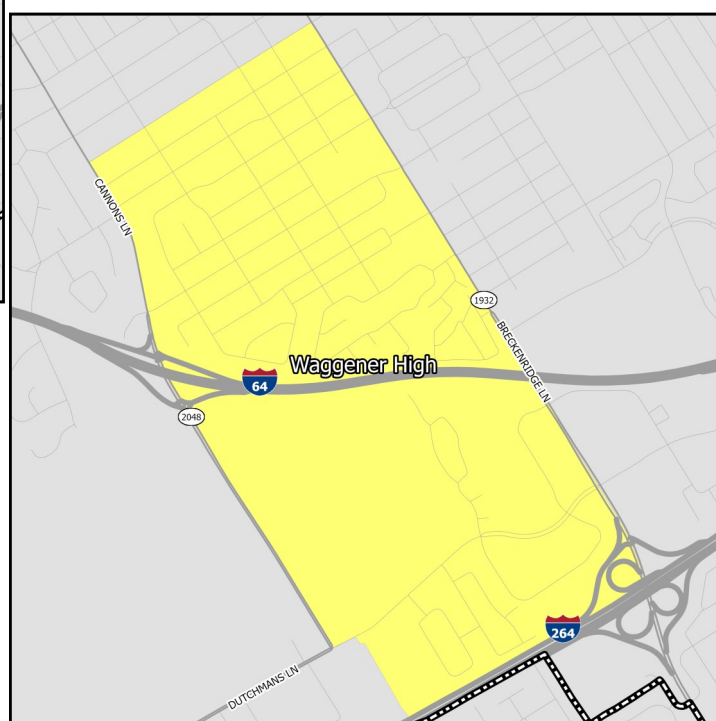 CANNONS LN
1932
BRECKENRIDGE LN
Waggener High
64
2048
264
DUTCHMANS LN